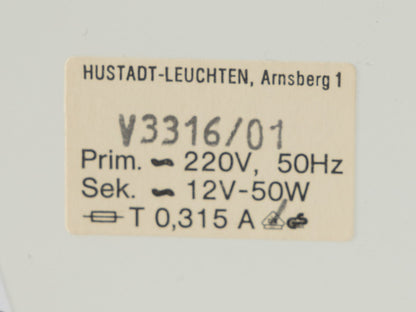 HUSTADT-LEUCHTEN, Arnsberg 1
V3316/01
Prim. ~ 220V, 50Hz
Sek. ~ 12V-50W
T 0,315 A